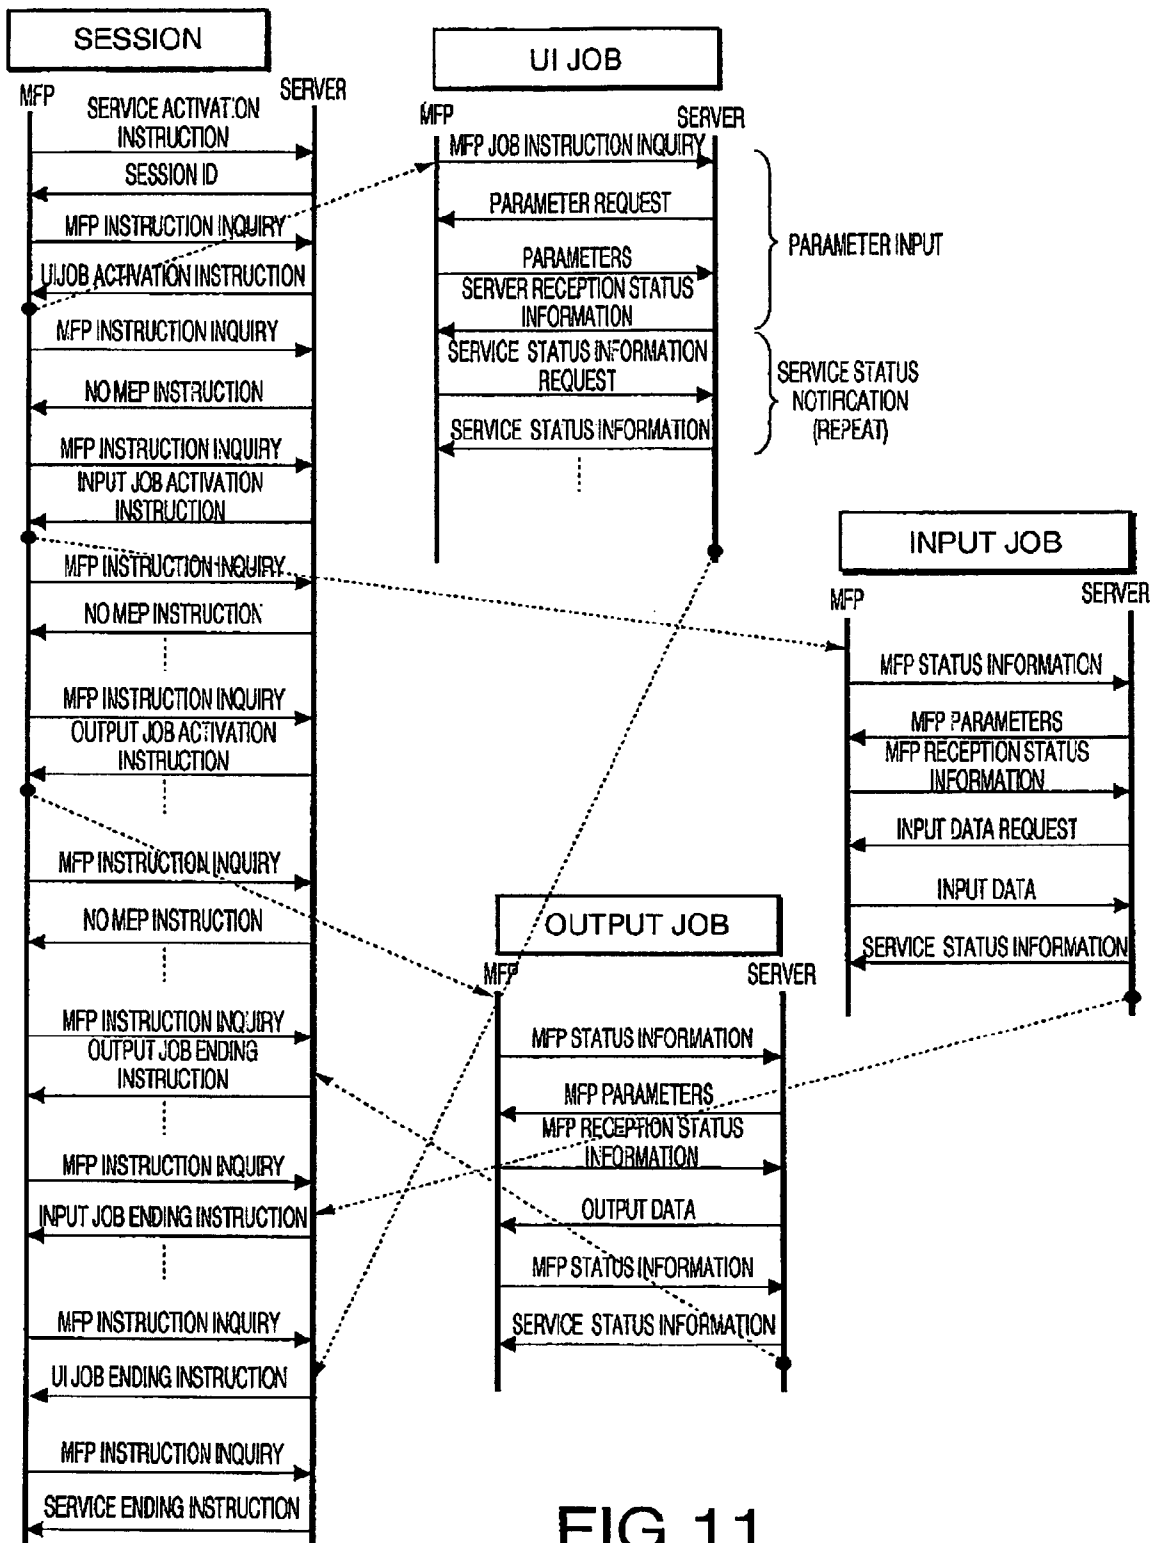 SESSION
MFP
SERVER
SERVICE ACTIVATION
INSTRUCTION
SESSION ID
MFP INSTRUCTION INQUIRY
UI JOB ACTIVATION INSTRUCTION
MFP INSTRUCTION INQUIRY
NO MEP INSTRUCTION
MFP INSTRUCTION INQUIRY
INPUT JOB ACTIVATION
INSTRUCTION
MFP INSTRUCTION INQUIRY
NO MEP INSTRUCTION
MFP INSTRUCTION INQUIRY
OUTPUT JOB ACTIVATION
INSTRUCTION
MFP INSTRUCTION INQUIRY
NO MEP INSTRUCTION
MFP INSTRUCTION INQUIRY
OUTPUT JOB ENDING
INSTRUCTION
MFP INSTRUCTION INQUIRY
INPUT JOB ENDING INSTRUCTION
MFP INSTRUCTION INQUIRY
UI JOB ENDING INSTRUCTION
MFP INSTRUCTION INQUIRY
SERVICE ENDING INSTRUCTION
UI JOB
MFP
SERVER
MFP JOB INSTRUCTION INQUIRY
PARAMETER REQUEST
PARAMETERS
SERVER RECEPTION STATUS
INFORMATION
SERVICE STATUS INFORMATION
REQUEST
SERVICE STATUS INFORMATION
PARAMETER INPUT
SERVICE STATUS
NOTIFICATION
(REPEAT)
INPUT JOB
MFP
SERVER
MFP STATUS INFORMATION
MFP PARAMETERS
MFP RECEPTION STATUS
INFORMATION
INPUT DATA REQUEST
INPUT DATA
SERVICE STATUS INFORMATION
OUTPUT JOB
MFP
SERVER
MFP STATUS INFORMATION
MFP PARAMETERS
MFP RECEPTION STATUS
INFORMATION
OUTPUT DATA
MFP STATUS INFORMATION
SERVICE STATUS INFORMATION
FIG 11